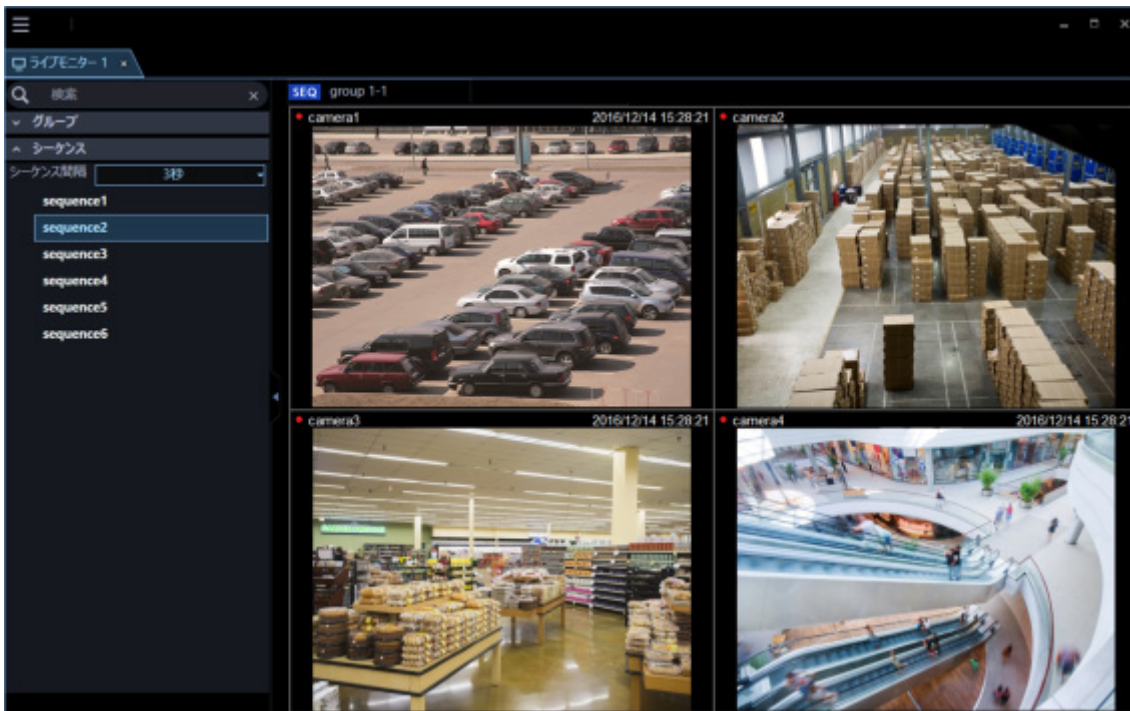 ライブモニター 1 ×
検索 ×
グループ
シーケンス
シーケンス間隔 3秒
sequence1
sequence2
sequence3
sequence4
sequence5
sequence6
SEQ group 1-1
camera1 2016/12/14 15:28:21
camera2
camera3 2016/12/14 15:28:21
camera4 2016/12/14 15:28:21